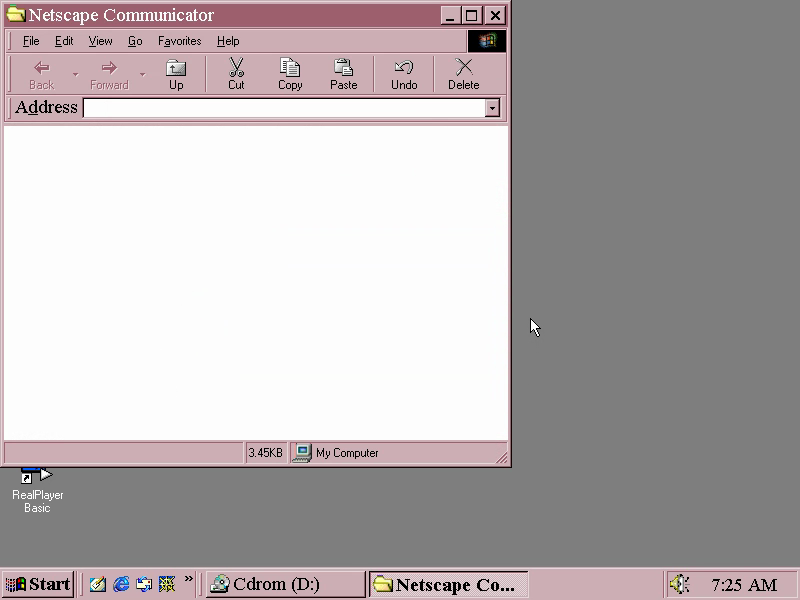 Netscape Communicator
File Edit View Go Favorites Help
Back Forward Up Cut Copy Paste Undo Delete
Address
3.45KB My Computer
RealPlayer
Basic
Start » Cdrom (D:) Netscape Co... 7:25 AM